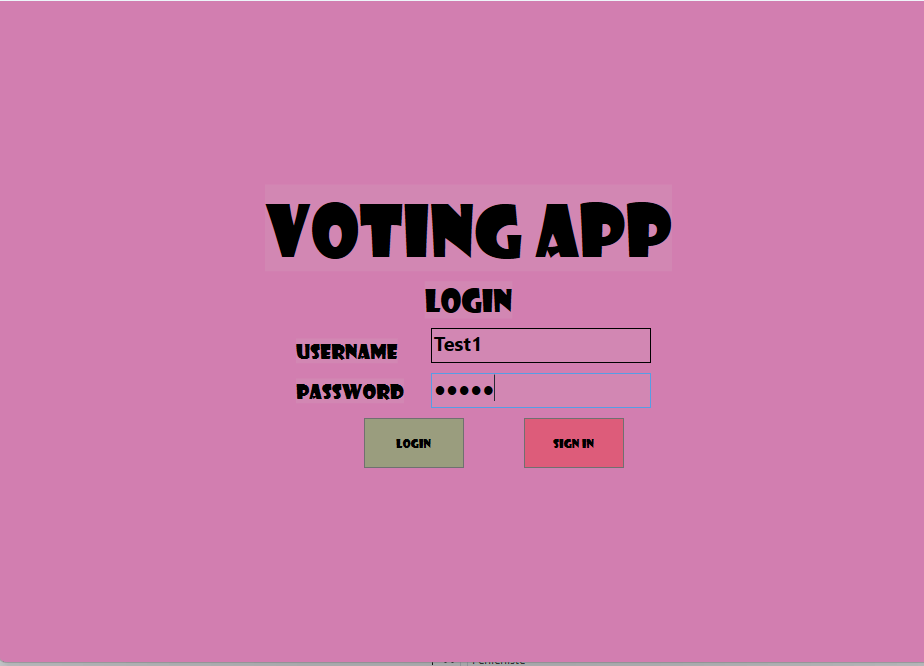 VOTING APP
LOGIN
USERNAME Test1
PASSWORD •••••
LOGIN SIGN IN